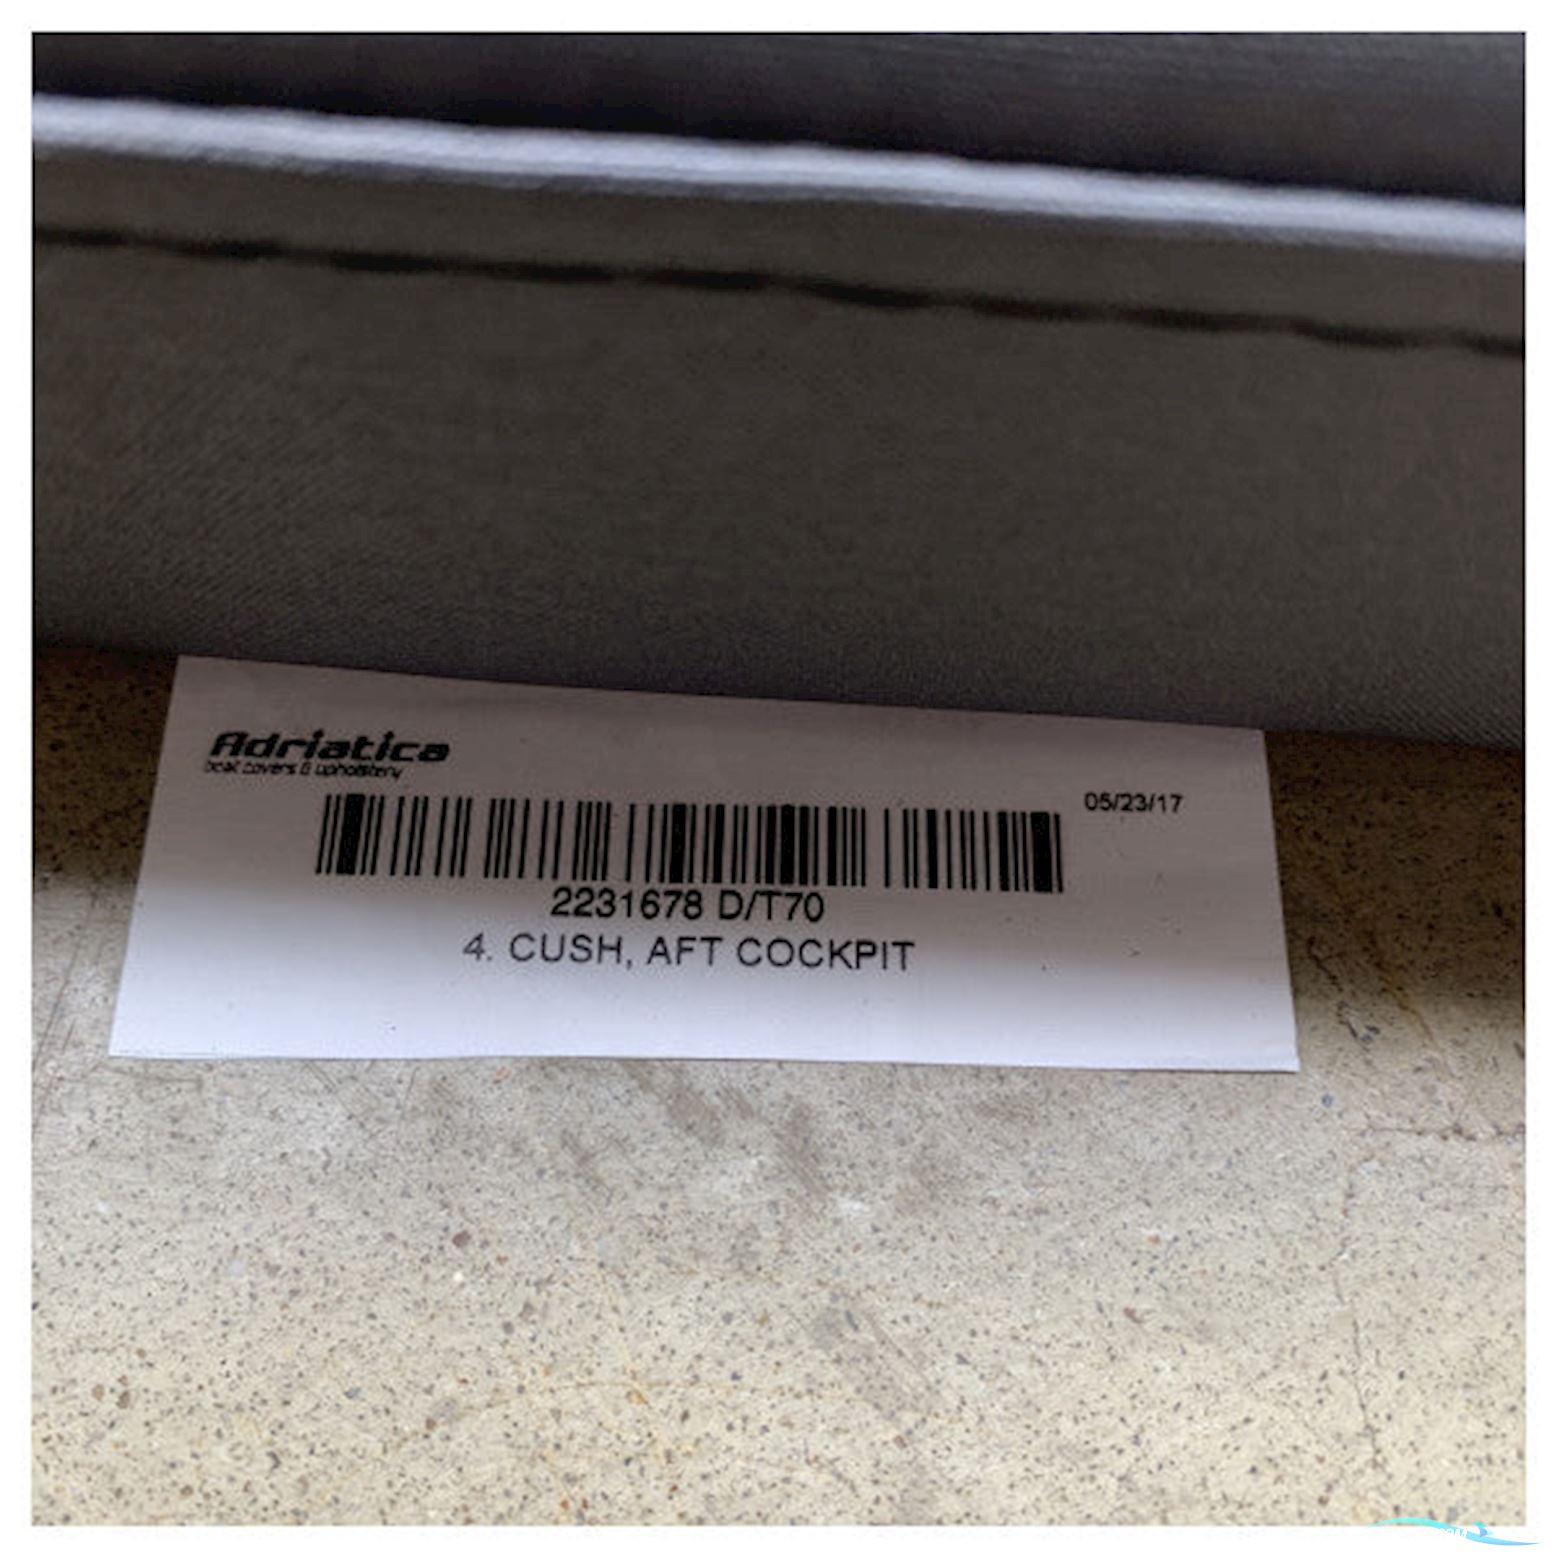 Adriatica
boat covers & upholstery
05/23/17
2231678 D/T70
4. CUSH, AFT COCKPIT